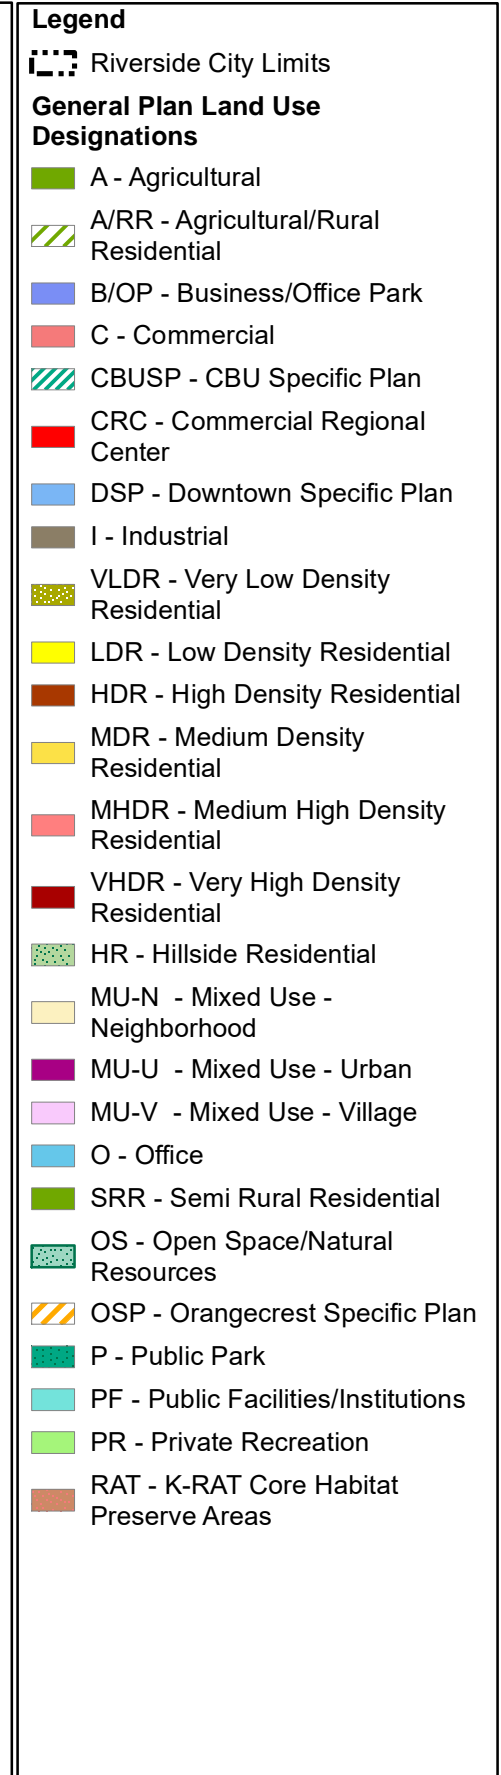 Legend
Riverside City Limits
General Plan Land Use
Designations
A - Agricultural
A/RR - Agricultural/Rural
Residential
B/OP - Business/Office Park
C - Commercial
CBUSP - CBU Specific Plan
CRC - Commercial Regional
Center
DSP - Downtown Specific Plan
I - Industrial
VLDR - Very Low Density
Residential
LDR - Low Density Residential
HDR - High Density Residential
MDR - Medium Density
Residential
MHDR - Medium High Density
Residential
VHDR - Very High Density
Residential
HR - Hillside Residential
MU-N  - Mixed Use -
Neighborhood
MU-U  - Mixed Use - Urban
MU-V  - Mixed Use - Village
O - Office
SRR - Semi Rural Residential
OS - Open Space/Natural
Resources
OSP - Orangecrest Specific Plan
P - Public Park
PF - Public Facilities/Institutions
PR - Private Recreation
RAT - K-RAT Core Habitat
Preserve Areas